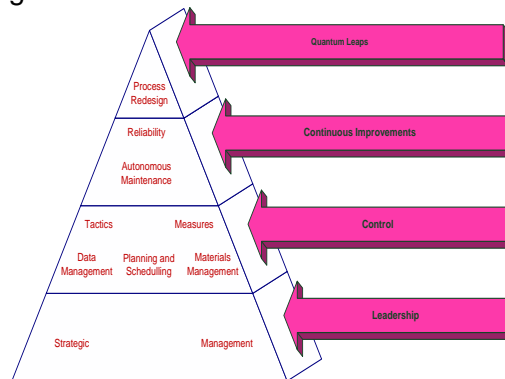 g
Quantum Leaps
Process
Redesign
Continuous Improvements
Reliability
Autonomous
Maintenance
Control
Tactics Measures
Data Planning and Materials
Management Schedulling Management
Leadership
Strategic Management